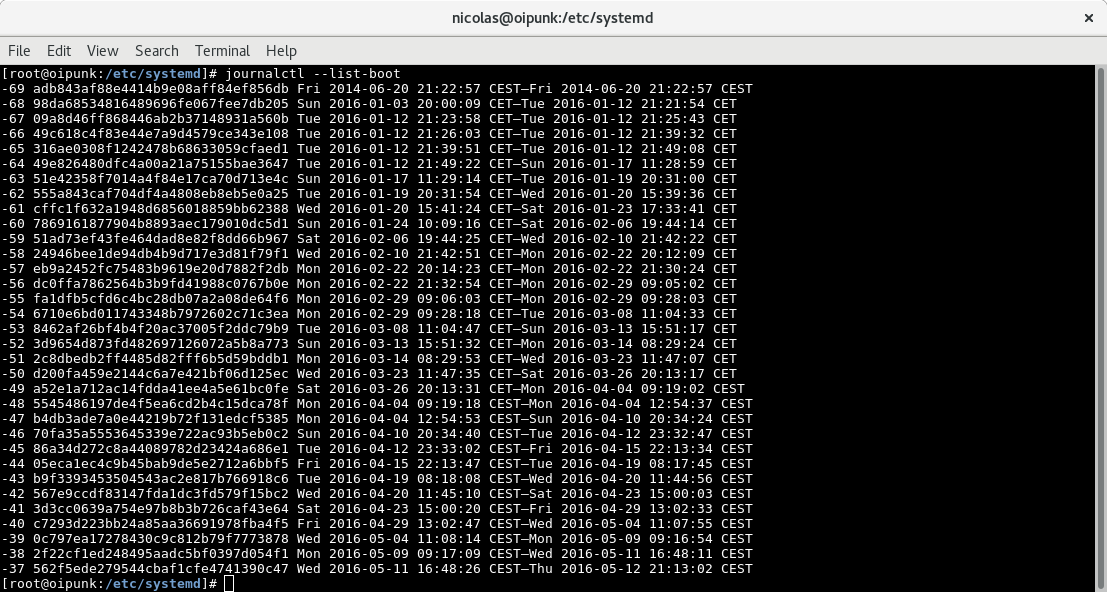 nicolas@oipunk:/etc/systemd
File Edit View Search Terminal Help
[root@oipunk:/etc/systemd]# journalctl --list-boot
-69 adb843af88e4414b9e08aff84ef856db Fri 2014-06-20 21:22:57 CEST—Fri 2014-06-20 21:22:57 CEST
-68 98da68534816489696fe067fee7db205 Sun 2016-01-03 20:00:09 CET—Tue 2016-01-12 21:21:54 CET
-67 09a8d46ff868446ab2b37148931a560b Tue 2016-01-12 21:23:58 CET—Tue 2016-01-12 21:25:43 CET
-66 49c618c4f83e44e7a9d4579ce343e108 Tue 2016-01-12 21:26:03 CET—Tue 2016-01-12 21:39:32 CET
-65 316ae0308f1242478b68633059cfaed1 Tue 2016-01-12 21:39:51 CET—Tue 2016-01-12 21:49:08 CET
-64 49e826480dfc4a00a21a75155bae3647 Tue 2016-01-12 21:49:22 CET—Sun 2016-01-17 11:28:59 CET
-63 51e42358f7014a4f84e17ca70d713e4c Sun 2016-01-17 11:29:14 CET—Tue 2016-01-19 20:31:00 CET
-62 555a843caf704df4a4808eb8eb5e0a25 Tue 2016-01-19 20:31:54 CET—Wed 2016-01-20 15:39:36 CET
-61 cffc1f632a1948d6856018859bb62388 Wed 2016-01-20 15:41:24 CET—Sat 2016-01-23 17:33:41 CET
-60 7869161877904b8893aec179010dc5d1 Sun 2016-01-24 10:09:16 CET—Sat 2016-02-06 19:44:14 CET
-59 51ad73ef43fe464dad8e82f8dd66b967 Sat 2016-02-06 19:44:25 CET—Wed 2016-02-10 21:42:22 CET
-58 24946bee1de94db4b9d717e3d81f79f1 Wed 2016-02-10 21:42:51 CET—Mon 2016-02-22 20:12:09 CET
-57 eb9a2452fc75483b9619e20d7882f2db Mon 2016-02-22 20:14:23 CET—Mon 2016-02-22 21:30:24 CET
-56 dc0ffa7862564b3b9fd41988c0767b0e Mon 2016-02-22 21:32:54 CET—Mon 2016-02-29 09:05:02 CET
-55 fa1dfb5cfd6c4bc28db07a2a08de64f6 Mon 2016-02-29 09:06:03 CET—Mon 2016-02-29 09:28:03 CET
-54 6710e6bd011743348b7972602c71c3ea Mon 2016-02-29 09:28:18 CET—Tue 2016-03-08 11:04:33 CET
-53 8462af26bf4b4f20ac37005f2ddc79b9 Tue 2016-03-08 11:04:47 CET—Sun 2016-03-13 15:51:17 CET
-52 3d9654d873fd482697126072a5b8a773 Sun 2016-03-13 15:51:32 CET—Mon 2016-03-14 08:29:24 CET
-51 2c8dbedb2ff4485d82fff6b5d59bddb1 Mon 2016-03-14 08:29:53 CET—Wed 2016-03-23 11:47:07 CET
-50 d200fa459e2144c6a7e421bf06d125ec Wed 2016-03-23 11:47:35 CET—Sat 2016-03-26 20:13:17 CET
-49 a52e1a712ac14fdda41ee4a5e61bc0fe Sat 2016-03-26 20:13:31 CET—Mon 2016-04-04 09:19:02 CEST
-48 5545486197de4f5ea6cd2b4c15dca78f Mon 2016-04-04 09:19:18 CEST—Mon 2016-04-04 12:54:37 CEST
-47 b4db3ade7a0e44219b72f131edcf5385 Mon 2016-04-04 12:54:53 CEST—Sun 2016-04-10 20:34:24 CEST
-46 70fa35a5553645339e722ac93b5eb0c2 Sun 2016-04-10 20:34:40 CEST—Tue 2016-04-12 23:32:47 CEST
-45 86a34d272c8a44089782d23424a686e1 Tue 2016-04-12 23:33:02 CEST—Fri 2016-04-15 22:13:34 CEST
-44 05eca1ec4c9b45bab9de5e2712a6bbf5 Fri 2016-04-15 22:13:47 CEST—Tue 2016-04-19 08:17:45 CEST
-43 b9f3393453504543ac2e817b766918c6 Tue 2016-04-19 08:18:08 CEST—Wed 2016-04-20 11:44:56 CEST
-42 567e9ccdf83147fda1dc3fd579f15bc2 Wed 2016-04-20 11:45:10 CEST—Sat 2016-04-23 15:00:03 CEST
-41 3d3cc0639a754e97b8b3b726caf43e64 Sat 2016-04-23 15:00:20 CEST—Fri 2016-04-29 13:02:33 CEST
-40 c7293d223bb24a85aa36691978fba4f5 Fri 2016-04-29 13:02:47 CEST—Wed 2016-05-04 11:07:55 CEST
-39 0c797ea17278430c9c812b79f7773878 Wed 2016-05-04 11:08:14 CEST—Mon 2016-05-09 09:16:54 CEST
-38 2f22cf1ed248495aadc5bf0397d054f1 Mon 2016-05-09 09:17:09 CEST—Wed 2016-05-11 16:48:11 CEST
-37 562f5ede279544cbaf1cfe4741390c47 Wed 2016-05-11 16:48:26 CEST—Thu 2016-05-12 21:13:02 CEST
[root@oipunk:/etc/systemd]#